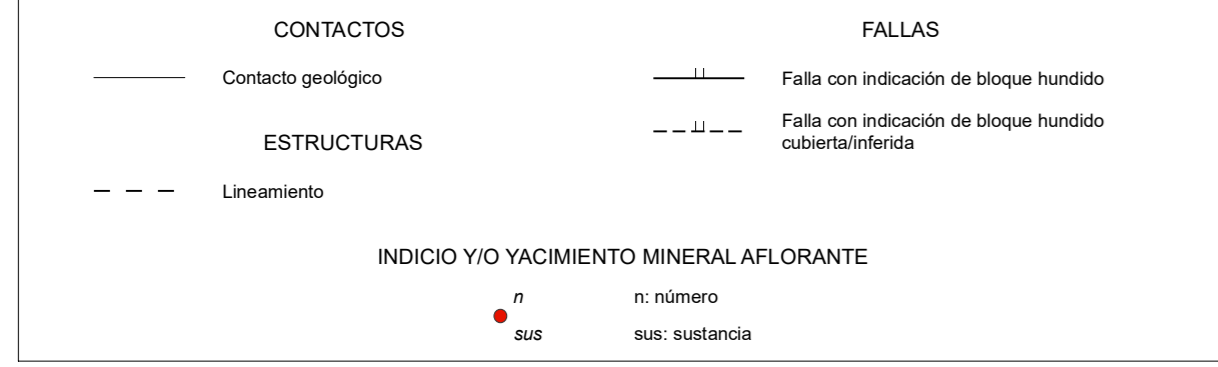 CONTACTOS
Contacto geológico
ESTRUCTURAS
Lineamiento
FALLAS
Falla con indicación de bloque hundido
Falla con indicación de bloque hundido
cubierta/inferida
INDICIO Y/O YACIMIENTO MINERAL AFLORANTE
n
n: número
sus
sus: sustancia